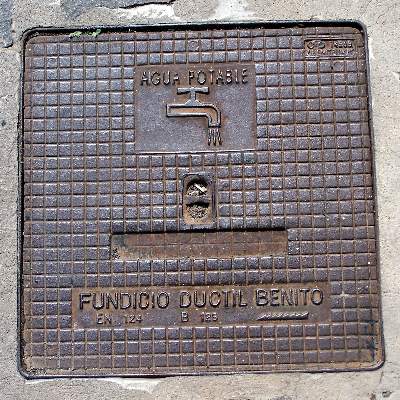 AGUA POTABLE
FUNDICIO DUCTIL BENITO
EN 124 B 125